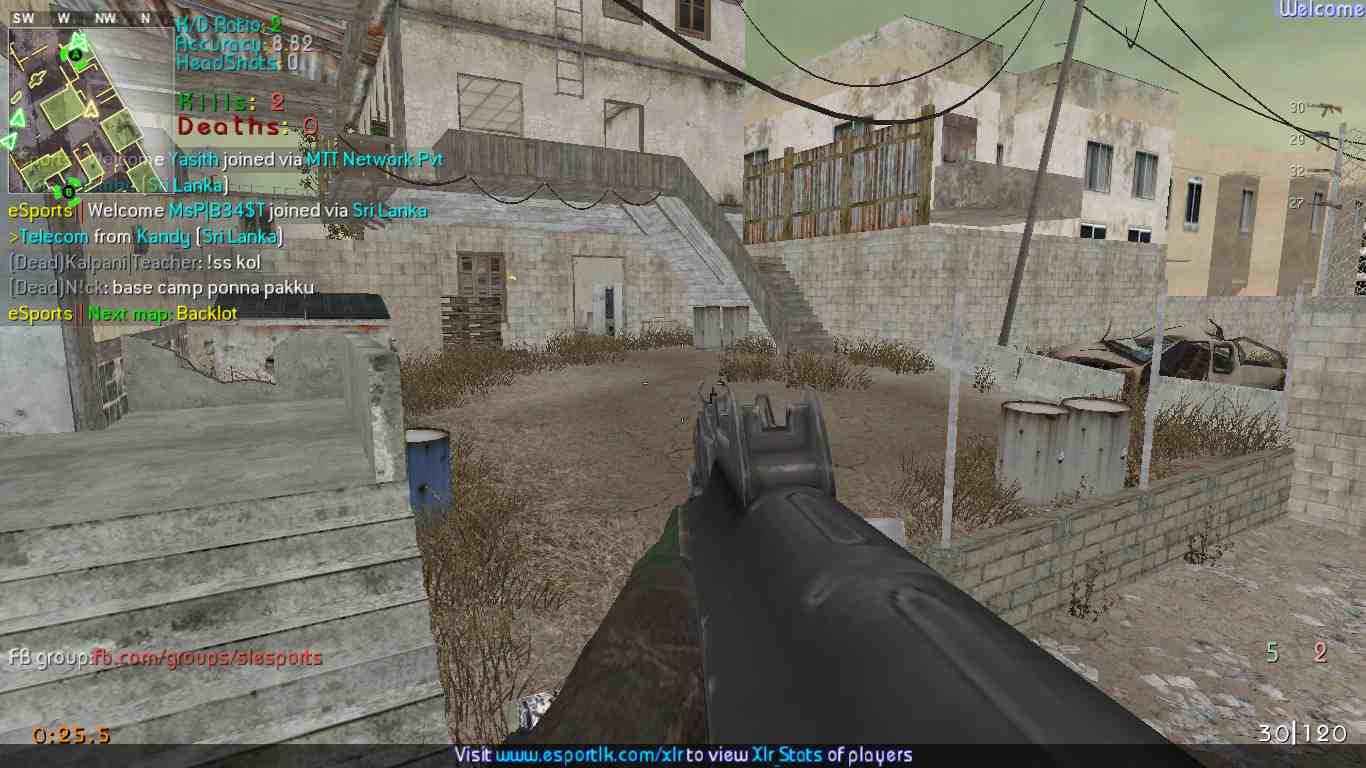 SW W NW N
Welcome
K/D Ratio: 2
Accuracy: 8.82
HeadShots: 0
Kills: 2
Deaths: 0
A
B
30
29
32
27
Welcome Yasith joined via MTT Network Pvt
(Sri Lanka)
eSports | Welcome MsP|B34$T joined via Sri Lanka
>Telecom from Kandy (Sri Lanka)
[Dead]Kalpani|Teacher: !ss kol
[Dead]N!ck: base camp ponna pakku
eSports | Next map: Backlot
FB group:fb.com/groups/slesports
5 2
0:25.5
30|120
Visit www.esportlk.com/xlr to view Xlr_Stats of players